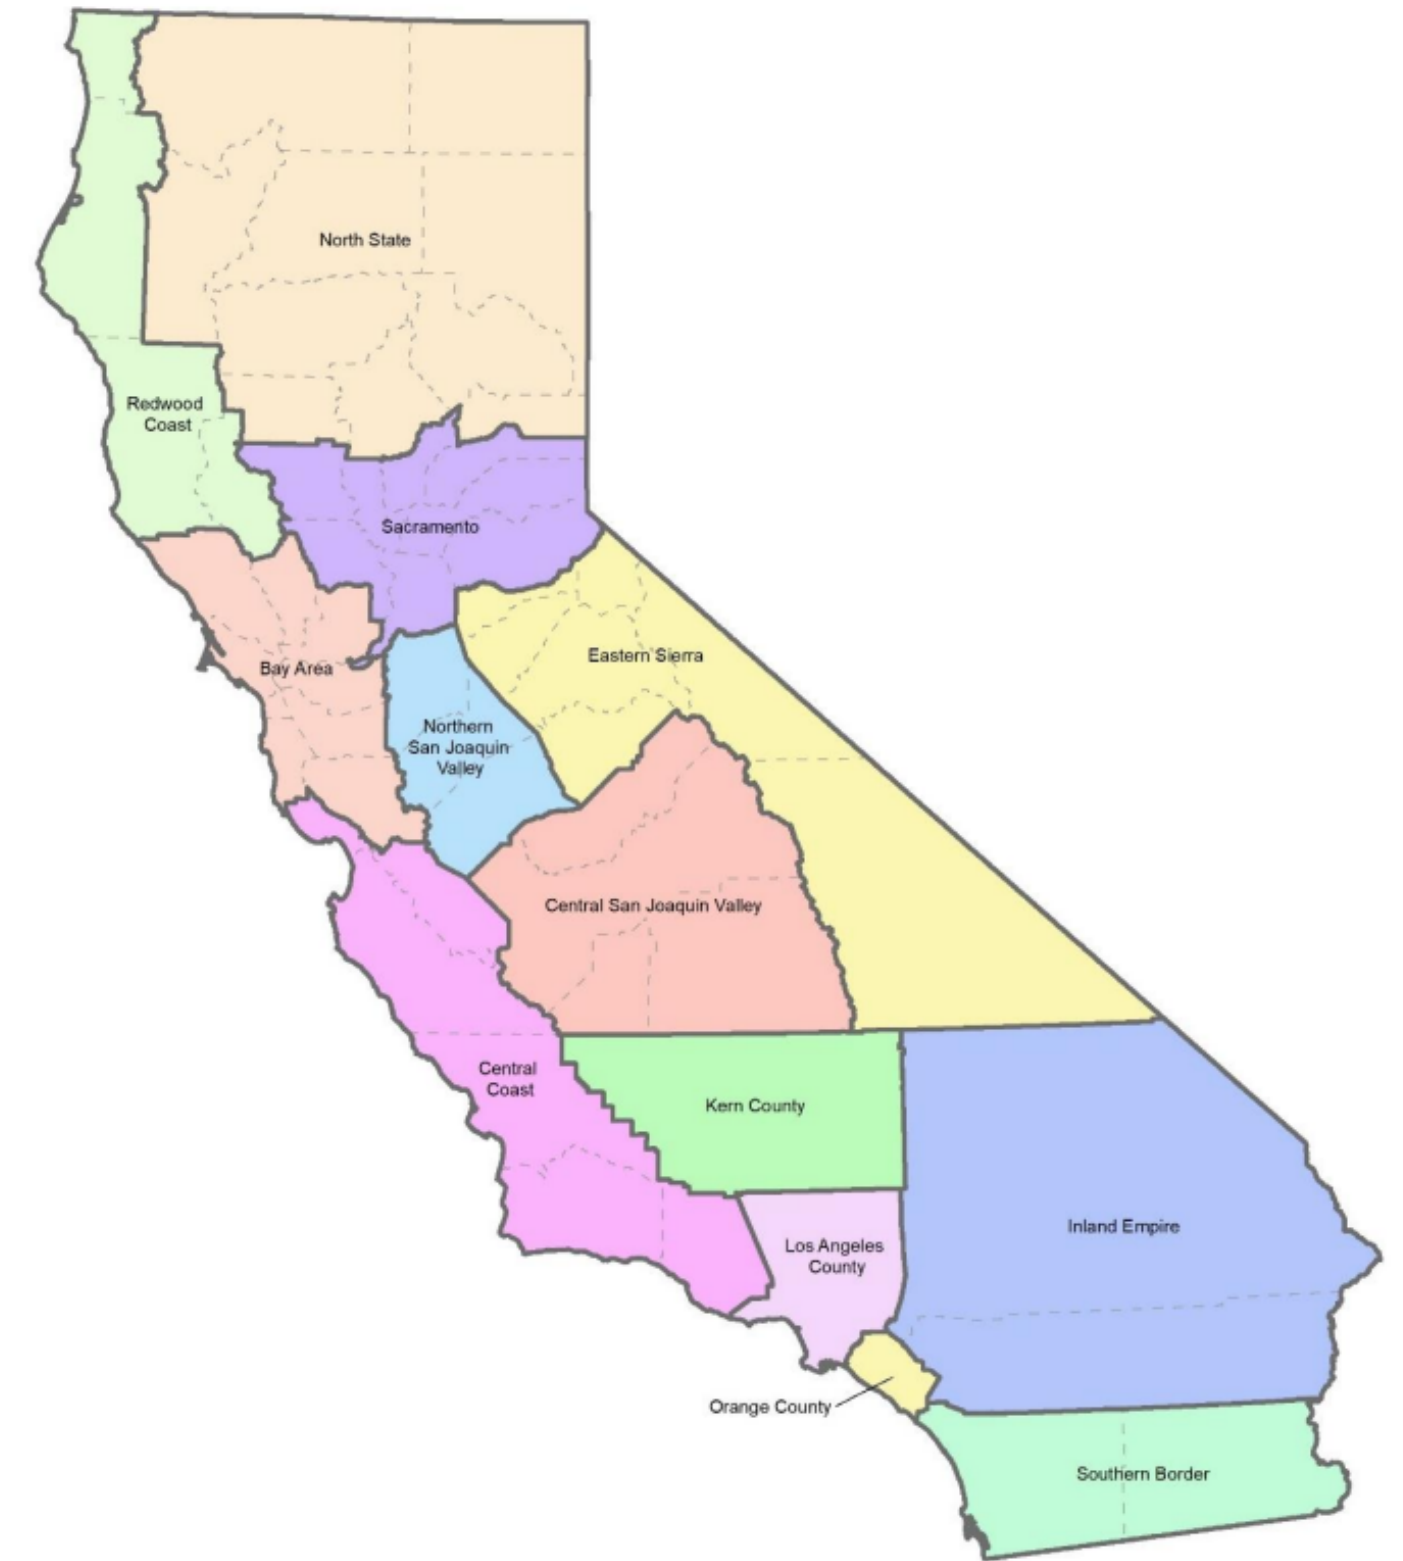 North State
Redwood
Coast
Sacramento
Eastern Sierra
Bay Area
Northern
San Joaquin
Valley
Central San Joaquin Valley
Central
Coast
Kern County
Inland Empire
Los Angeles
County
Orange County
Southern Border